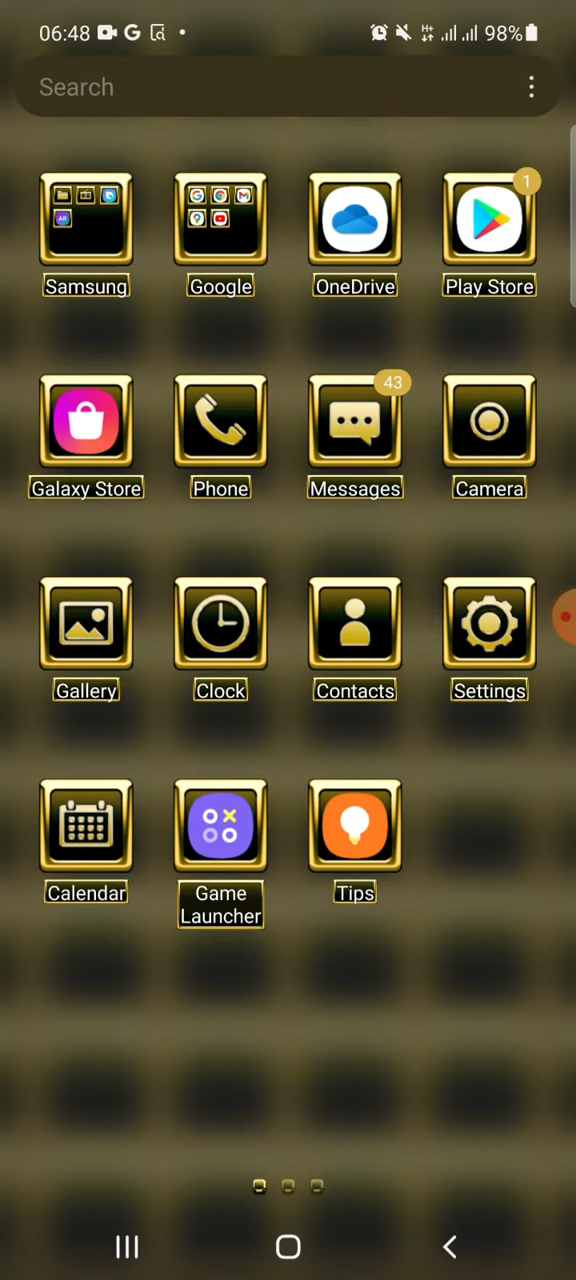 06:48 98%
Search
1
Samsung Google OneDrive Play Store
43
Galaxy Store Phone Messages Camera
Gallery Clock Contacts Settings
Calendar Game Launcher Tips